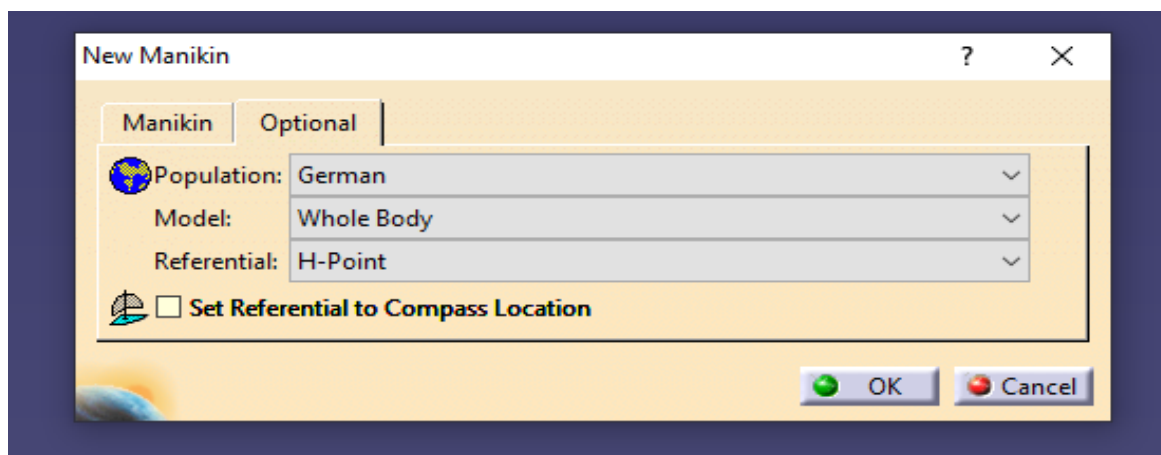 New Manikin ?
Manikin Optional
Population: German
Model: Whole Body
Referential: H-Point
Set Referential to Compass Location
OK Cancel